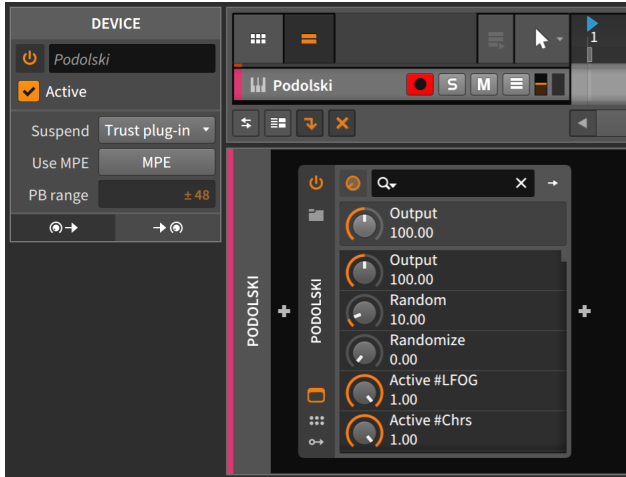 DEVICE
Podolski
Active
Suspend Trust plug-in
Use MPE MPE
PB range ±48
1
Podolski S M
PODOLSKI
PODOLSKI
Output
100.00
Output
100.00
Random
10.00
Randomize
0.00
Active #LFOG
1.00
Active #Chrs
1.00